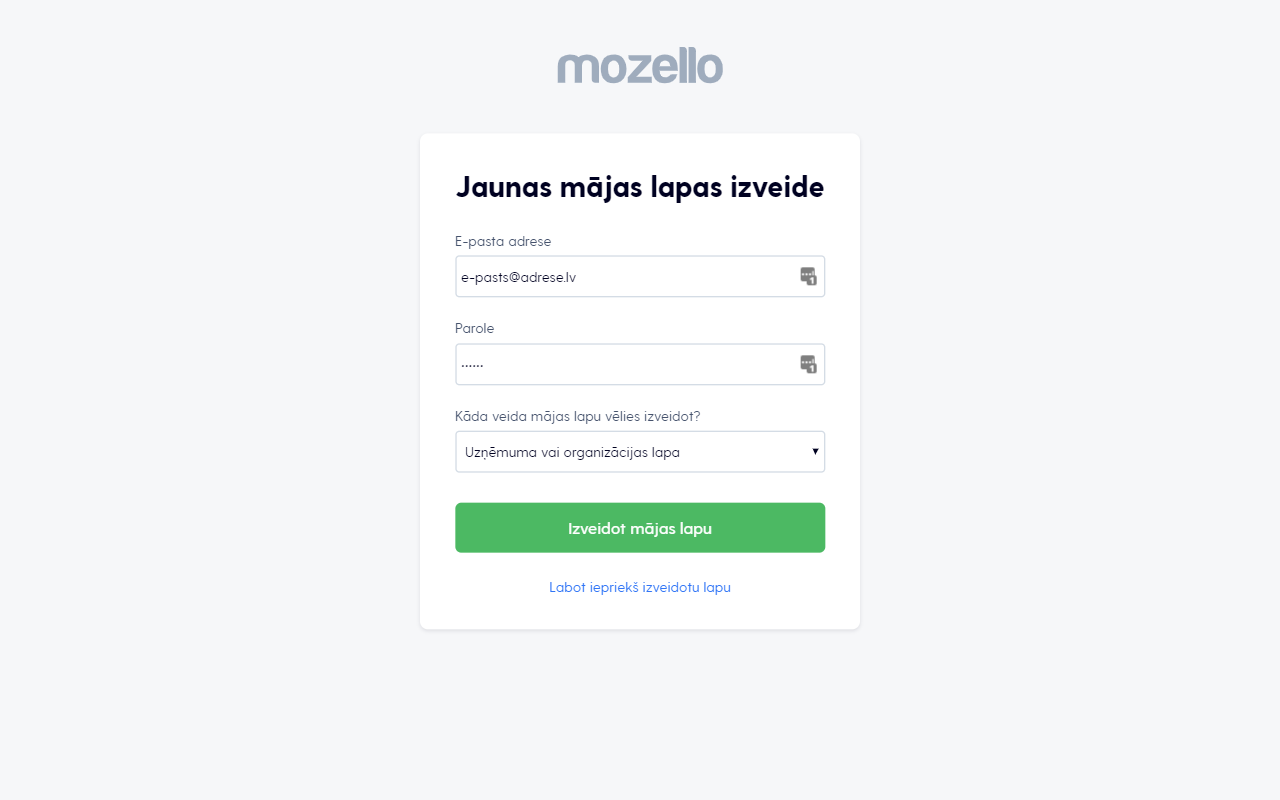 mozello
Jaunas mājas lapas izveide
E-pasta adrese
e-pasts@adrese.lv
Parole
••••••
Kāda veida mājas lapu vēlies izveidot?
Uzņēmuma vai organizācijas lapa
Izveidot mājas lapu
Labot iepriekš izveidotu lapu